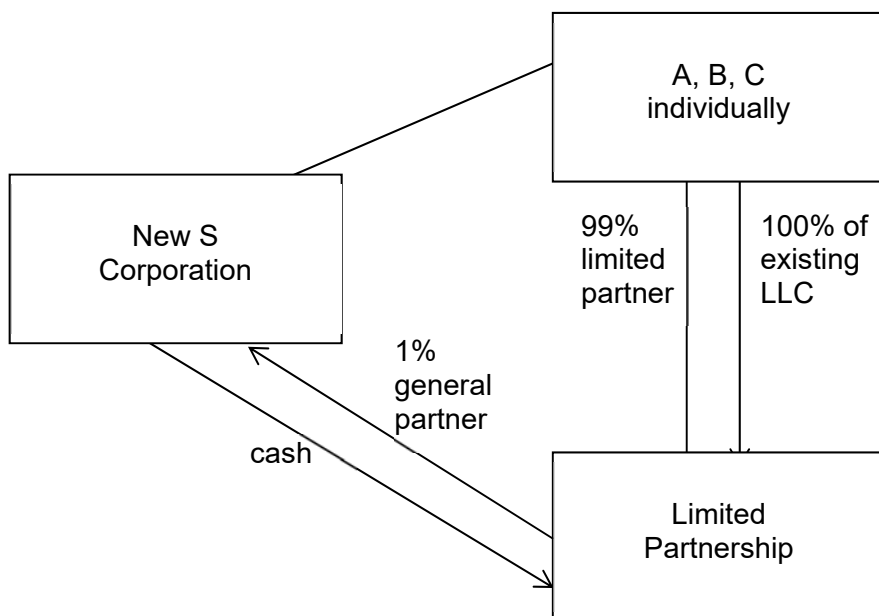 A, B, C
individually
New S
Corporation
99%
limited
partner
100% of
existing
LLC
1%
general
partner
cash
Limited
Partnership